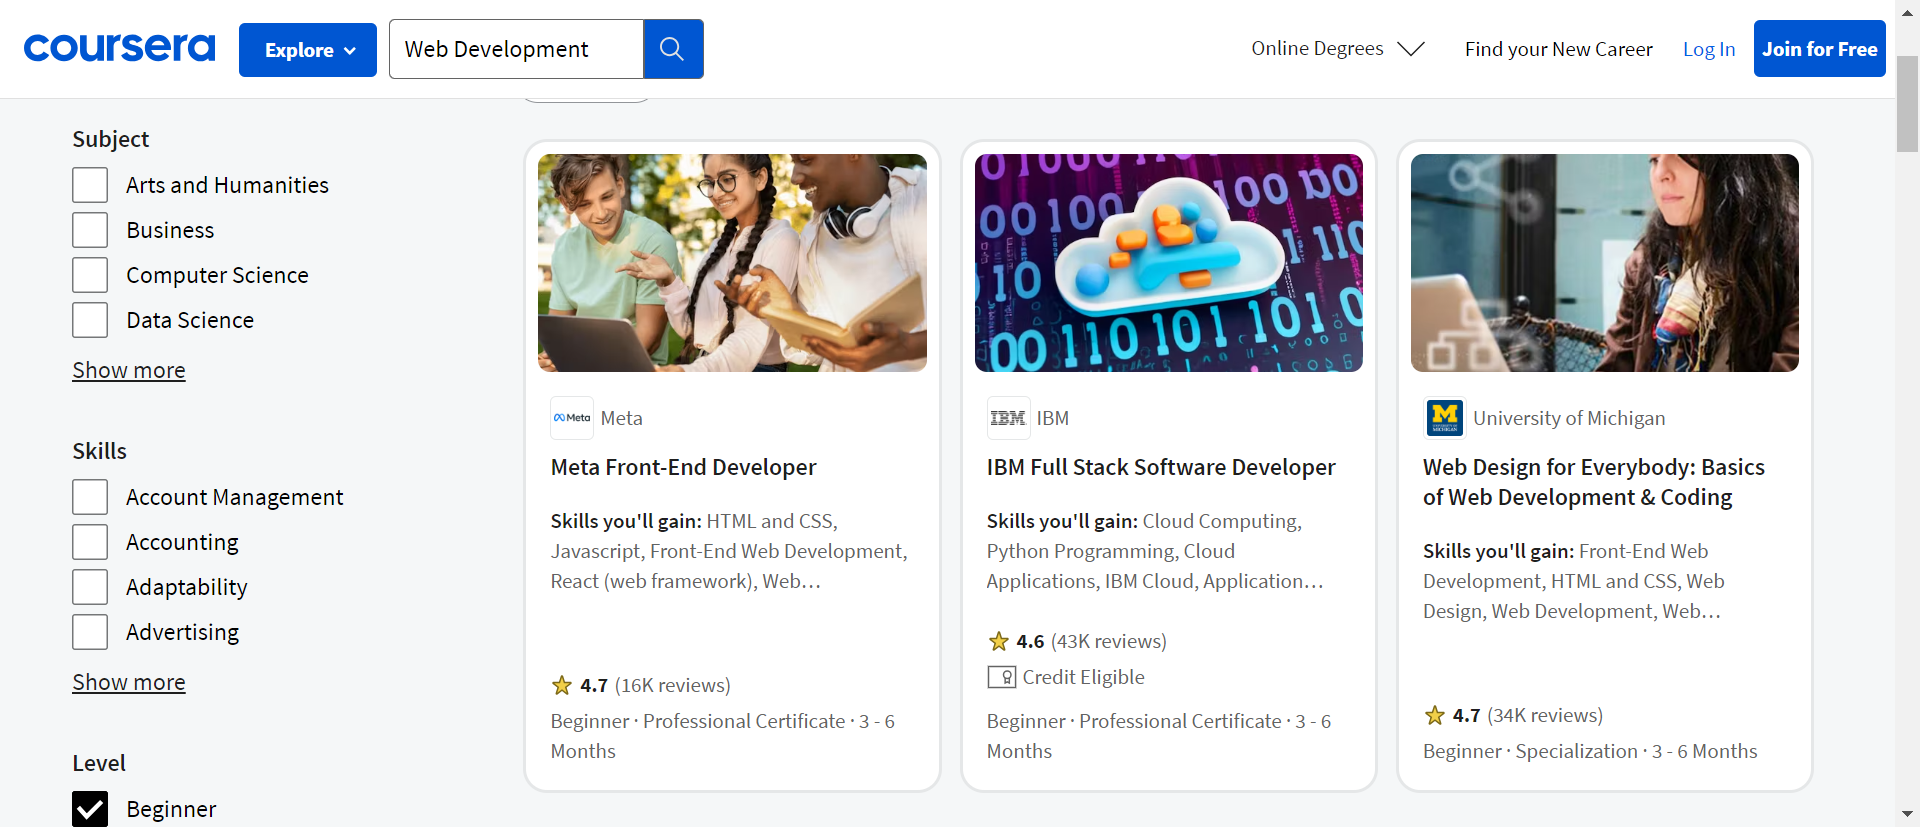 coursera
Explore
Web Development
Online Degrees
Find your New Career
Log In
Join for Free
Subject
Arts and Humanities
Business
Computer Science
Data Science
Show more
Skills
Account Management
Accounting
Adaptability
Advertising
Show more
Level
Beginner
Meta
Meta
Meta Front-End Developer
Skills you'll gain: HTML and CSS,
Javascript, Front-End Web Development,
React (web framework), Web...
4.7 (16K reviews)
Beginner · Professional Certificate · 3 - 6
Months
IBM
IBM
IBM Full Stack Software Developer
Skills you'll gain: Cloud Computing,
Python Programming, Cloud
Applications, IBM Cloud, Application...
4.6 (43K reviews)
Credit Eligible
Beginner · Professional Certificate · 3 - 6
Months
M
University of Michigan
Web Design for Everybody: Basics
of Web Development & Coding
Skills you'll gain: Front-End Web
Development, HTML and CSS, Web
Design, Web Development, Web...
4.7 (34K reviews)
Beginner · Specialization · 3 - 6 Months